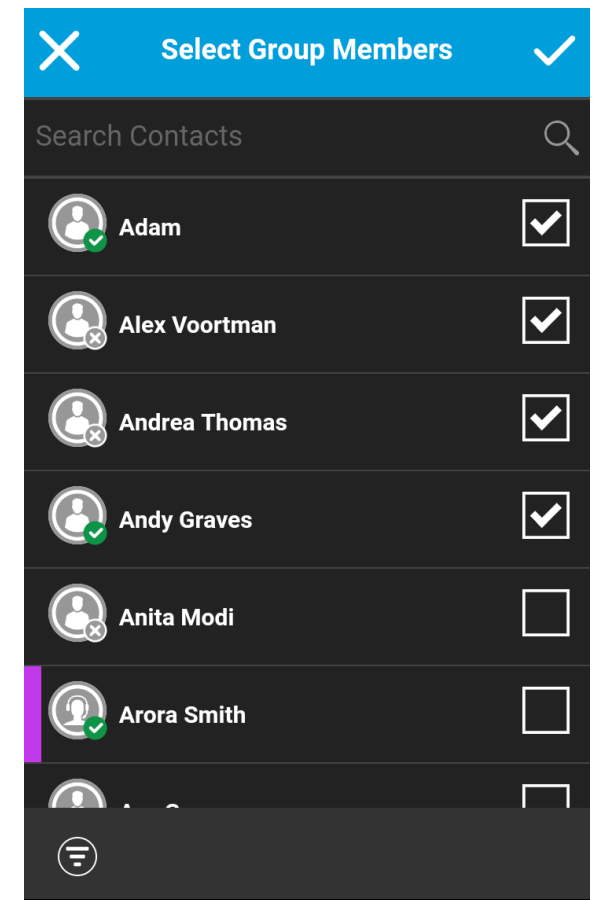 Select Group Members
Search Contacts
Adam
Alex Voortman
Andrea Thomas
Andy Graves
Anita Modi
Arora Smith